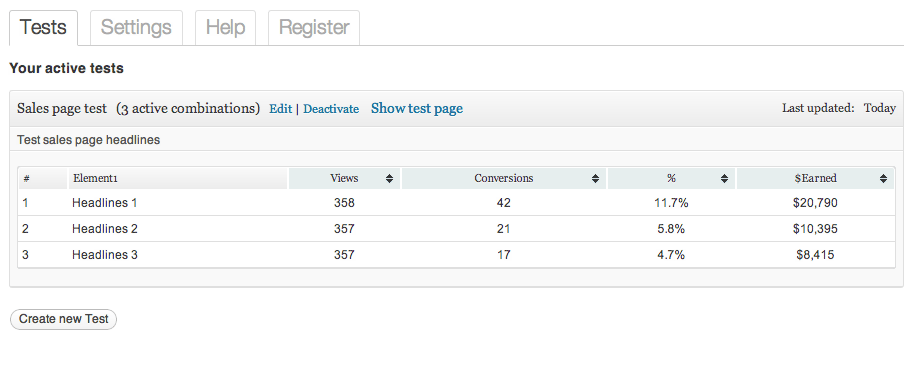 Tests Settings Help Register
Your active tests
Sales page test (3 active combinations) Edit | Deactivate Show test page Last updated: Today
Test sales page headlines
# Element1 Views Conversions % $Earned
1 Headlines 1 358 42 11.7% $20,790
2 Headlines 2 357 21 5.8% $10,395
3 Headlines 3 357 17 4.7% $8,415
Create new Test